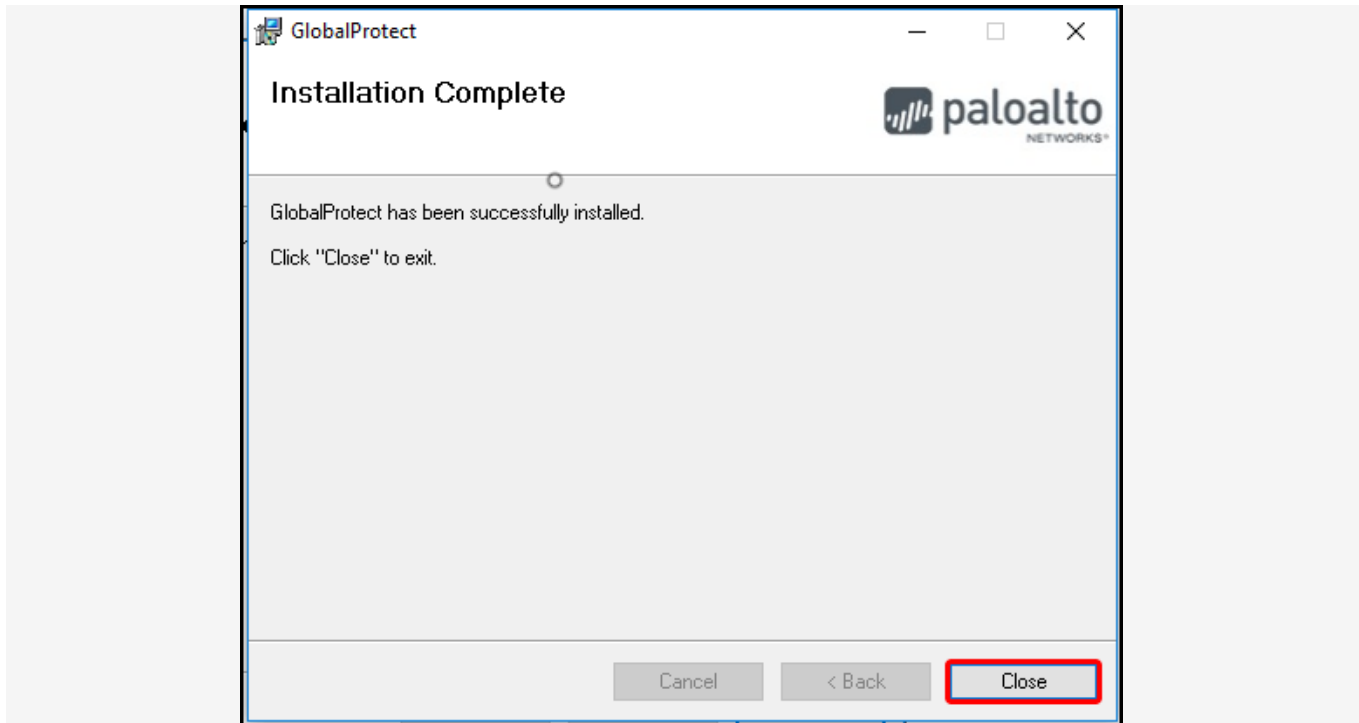 GlobalProtect
Installation Complete
paloalto
NETWORKS®
GlobalProtect has been successfully installed.
Click "Close" to exit.
Cancel
< Back
Close